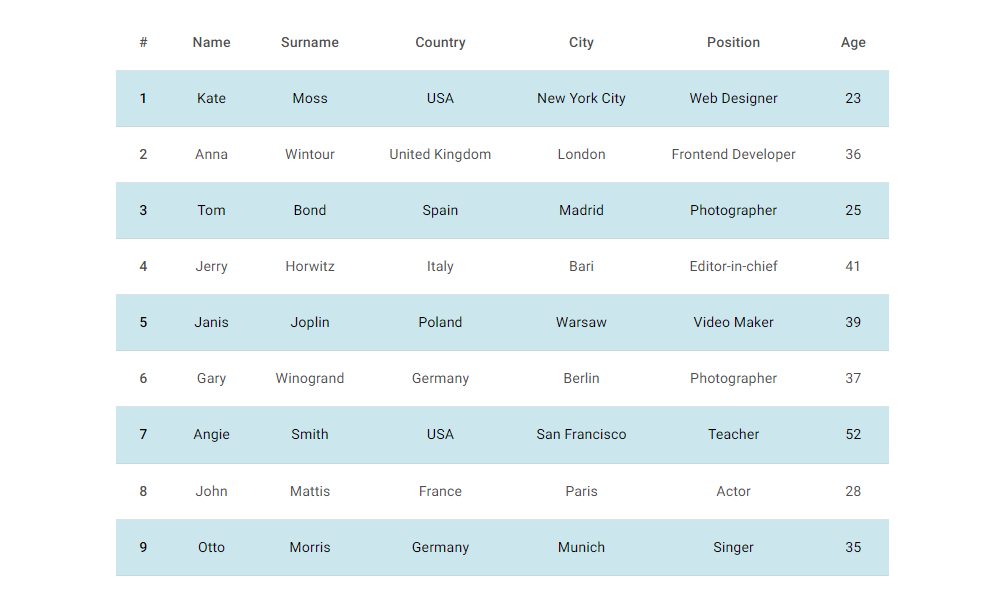 # Name Surname Country City Position Age
1 Kate Moss USA New York City Web Designer 23
2 Anna Wintour United Kingdom London Frontend Developer 36
3 Tom Bond Spain Madrid Photographer 25
4 Jerry Horwitz Italy Bari Editor-in-chief 41
5 Janis Joplin Poland Warsaw Video Maker 39
6 Gary Winogrand Germany Berlin Photographer 37
7 Angie Smith USA San Francisco Teacher 52
8 John Mattis France Paris Actor 28
9 Otto Morris Germany Munich Singer 35